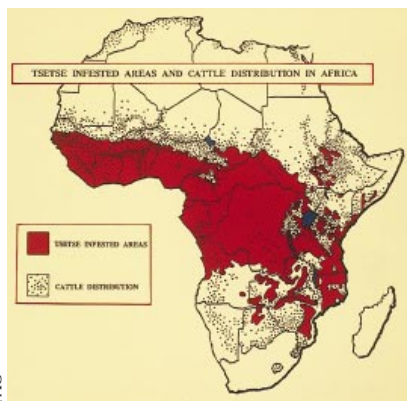 TSETSE INFESTED AREAS AND CATTLE DISTRIBUTION IN AFRICA
TSETSE INFESTED AREAS
CATTLE DISTRIBUTION